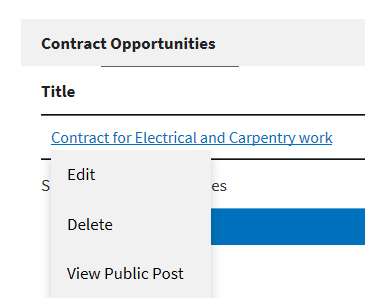 Contract Opportunities
Title
Contract for Electrical and Carpentry work
Edit
Delete
View Public Post